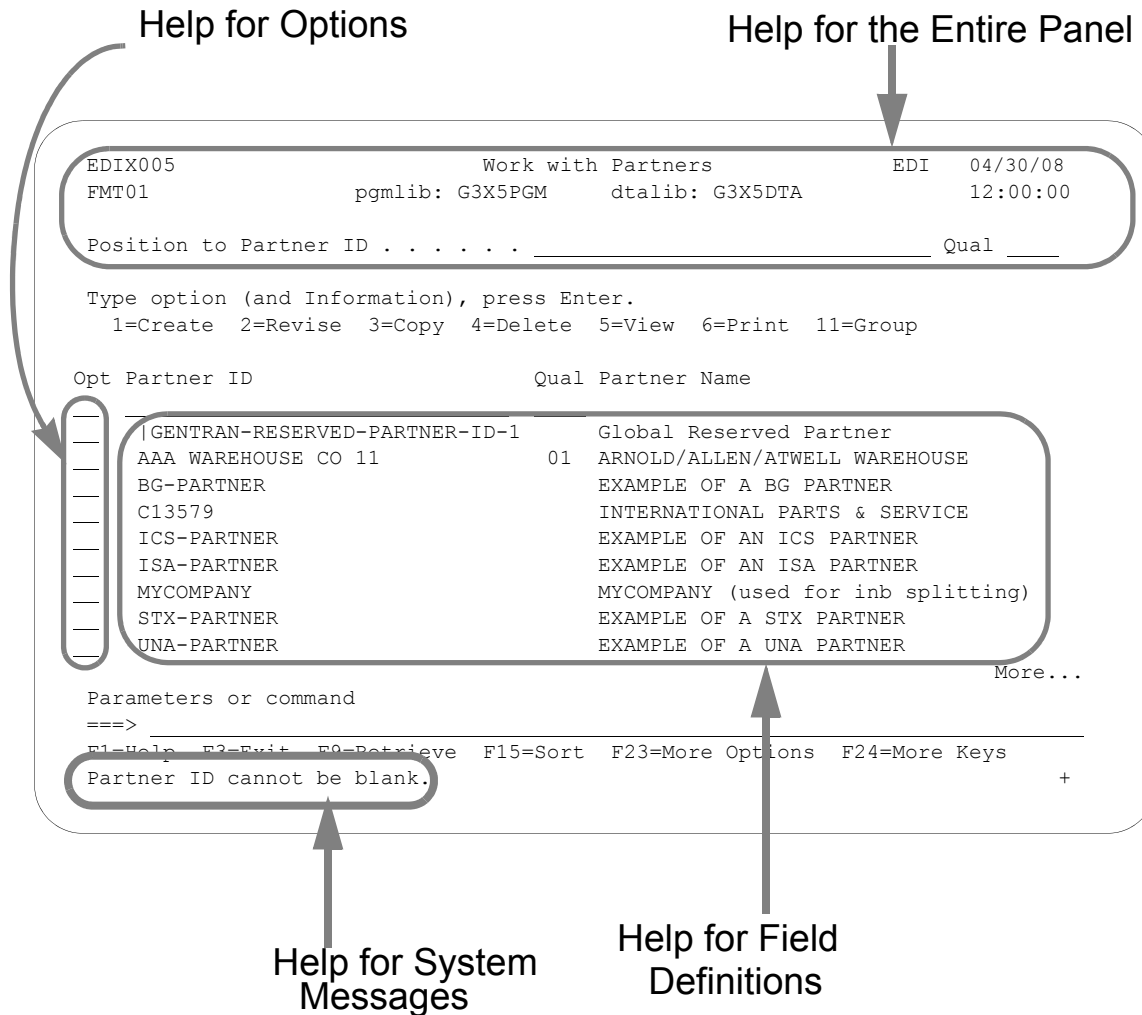 Help for Options
Help for the Entire Panel
EDIX005 Work with Partners EDI 04/30/08
FMT01 pgmlib: G3X5PGM dtalib: G3X5DTA 12:00:00
Position to Partner ID . . . . . . Qual
Type option (and Information), press Enter.
1=Create 2=Revise 3=Copy 4=Delete 5=View 6=Print 11=Group
Opt Partner ID Qual Partner Name
|GENTRAN-RESERVED-PARTNER-ID-1 Global Reserved Partner
AAA WAREHOUSE CO 11 01 ARNOLD/ALLEN/ATWELL WAREHOUSE
BG-PARTNER EXAMPLE OF A BG PARTNER
C13579 INTERNATIONAL PARTS & SERVICE
ICS-PARTNER EXAMPLE OF AN ICS PARTNER
ISA-PARTNER EXAMPLE OF AN ISA PARTNER
MYCOMPANY MYCOMPANY (used for inb splitting)
STX-PARTNER EXAMPLE OF A STX PARTNER
UNA-PARTNER EXAMPLE OF A UNA PARTNER
More...
Parameters or command
===>
F1=Help F3=Exit F9=Retrieve F15=Sort F23=More Options F24=More Keys
Partner ID cannot be blank. +
Help for System
Messages
Help for Field
Definitions